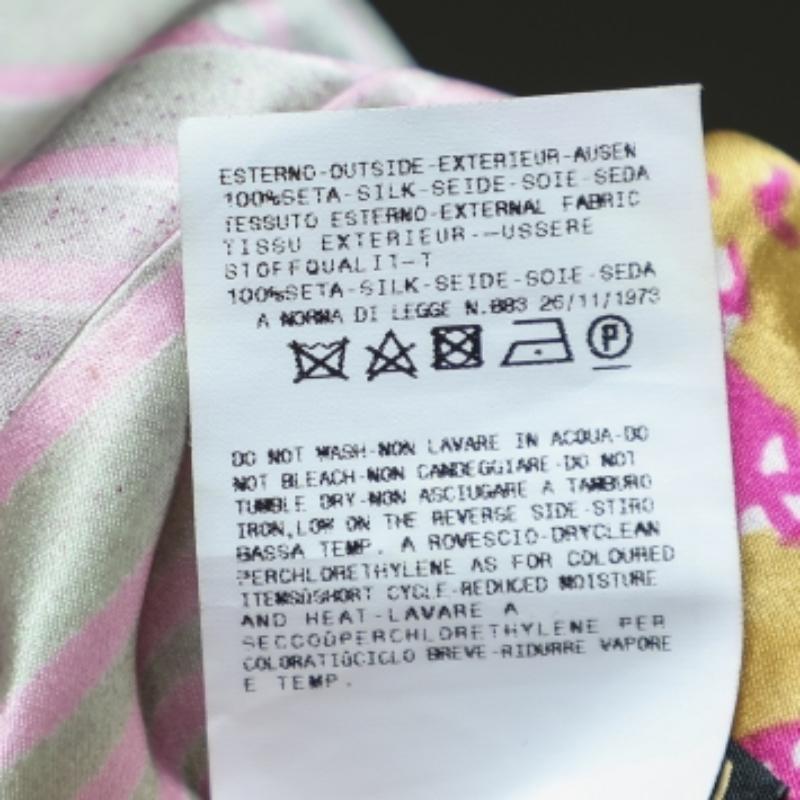 ESTERNO-OUTSIDE-EXTERIEUR-AUSEN
100%SETA-SILK-SEIDE-SOIE-SEDA
TESSUTO ESTERNO-EXTERNAL FABRIC
TISSU EXTERIEUR--USSERE
STOFFQUALIT-T
100%SETA-SILK-SEIDE-SOIE-SEDA
A NORMA DI LEGGE N.883 26/11/1973
P
DO NOT WASH-NON LAVARE IN ACQUA-DO
NOT BLEACH-NON CANDEGGIARE-DO NOT
TUMBLE DRY-NON ASCIUGARE A TAMBURO
IRON,LOW ON THE REVERSE SIDE-STIRO
BASSA TEMP. A ROVESCIO-DRYCLEAN
PERCHLORETHYLENE AS FOR COLOURED
ITEMSÙSHORT CYCLE-REDUCED MOISTURE
AND HEAT-LAVARE A
SECCOÙPERCHLORETHYLENE PER
COLORATIÙCICLO BREVE-RIDURRE VAPORE
E TEMP.